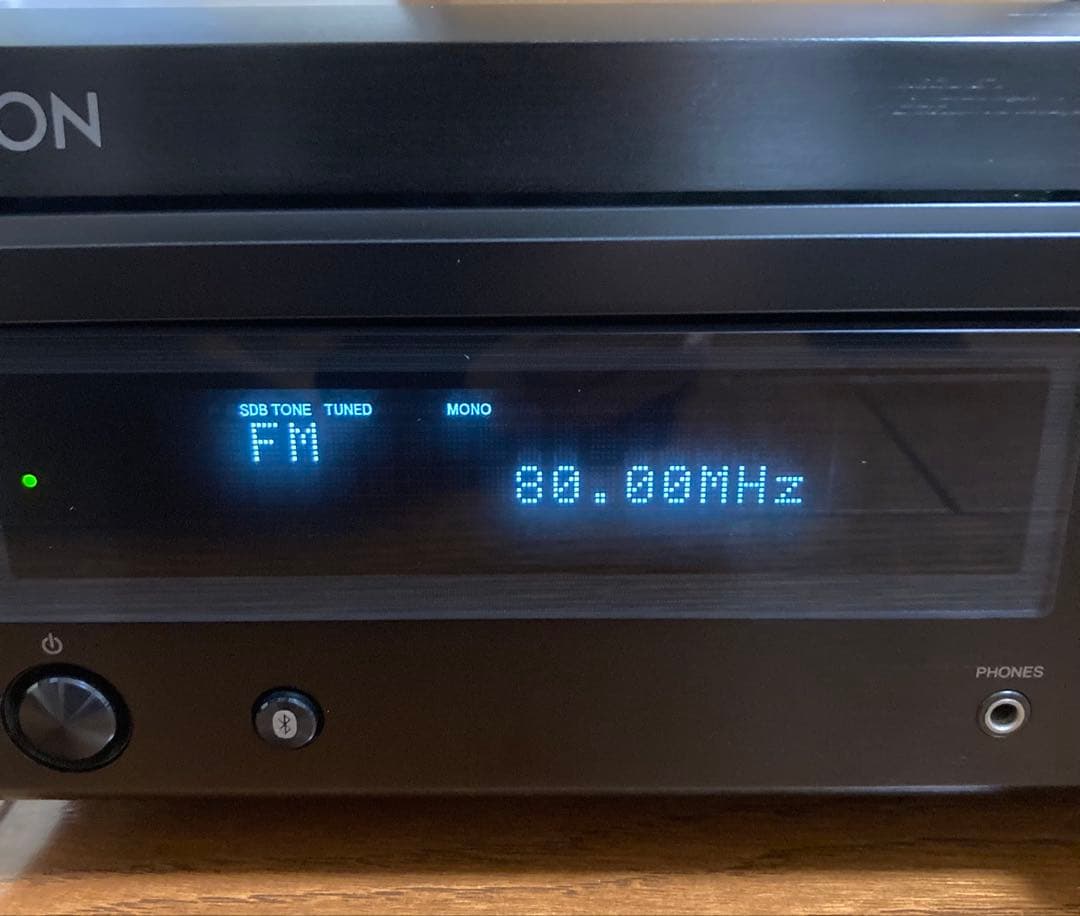 ON
SDB TONE TUNED MONO
FM
80.00MHz
PHONES